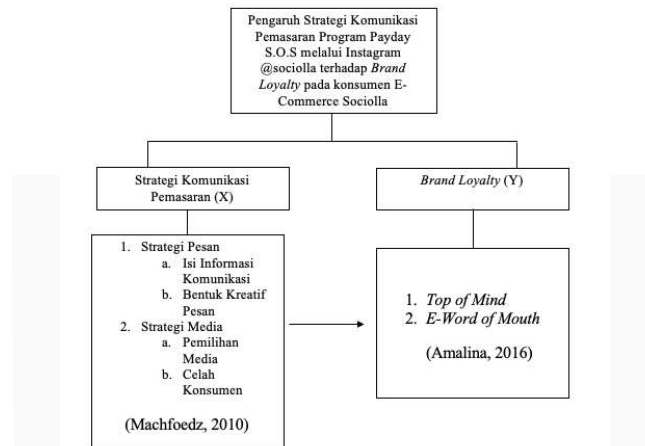 Pengaruh Strategi Komunikasi
Pemasaran Program Payday
S.O.S melalui Instagram
@sociolla terhadap Brand
Loyalty pada konsumen E-
Commerce Sociolla
Strategi Komunikasi
Pemasaran (X)
Brand Loyalty (Y)
1. Strategi Pesan
a. Isi Informasi
Komunikasi
b. Bentuk Kreatif
Pesan
2. Strategi Media
a. Pemilihan
Media
b. Celah
Konsumen
(Machfoedz, 2010)
1. Top of Mind
2. E-Word of Mouth
(Amalina, 2016)